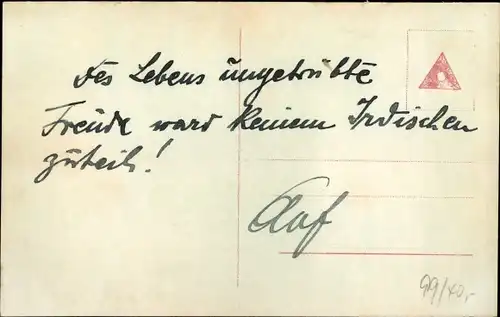 Des Lebens ungetrübte
Freude ward keinem Irdischen
zuteil!